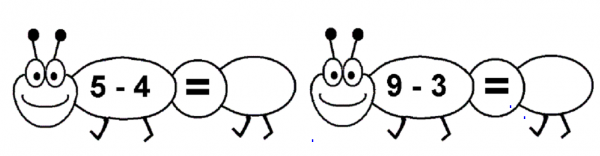 5 - 4 = 9 - 3 =